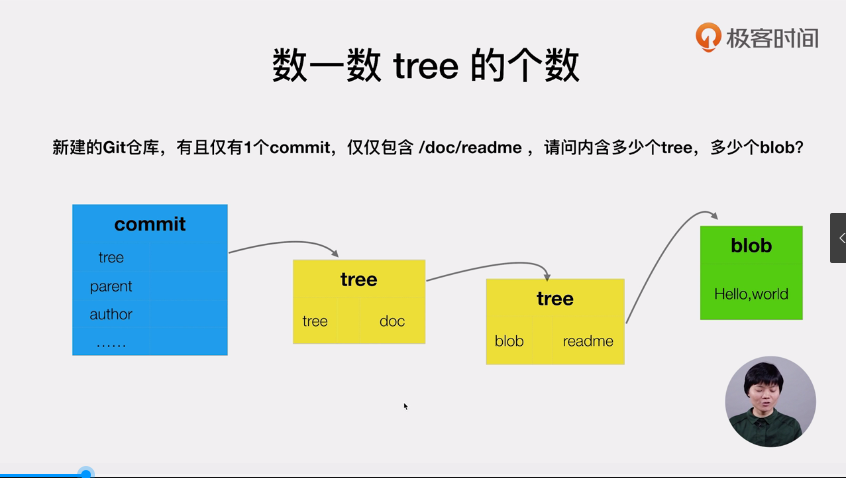 极客时间
数一数 tree 的个数
新建的Git仓库，有且仅有1个commit，仅仅包含 /doc/readme ，请问内含多少个tree，多少个blob？
commit
tree
parent
author
……
tree
tree doc
tree
blob readme
blob
Hello,world